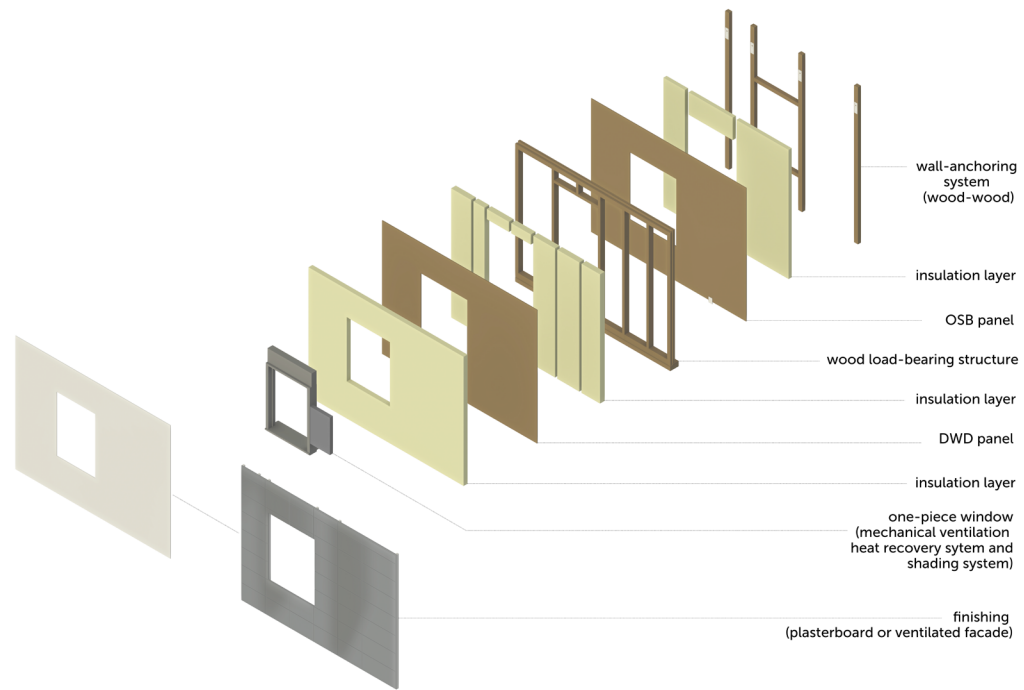 wall-anchoring
system
(wood-wood)
insulation layer
OSB panel
wood load-bearing structure
insulation layer
DWD panel
insulation layer
one-piece window
(mechanical ventilation
heat recovery sytem and
shading system)
finishing
(plasterboard or ventilated facade)